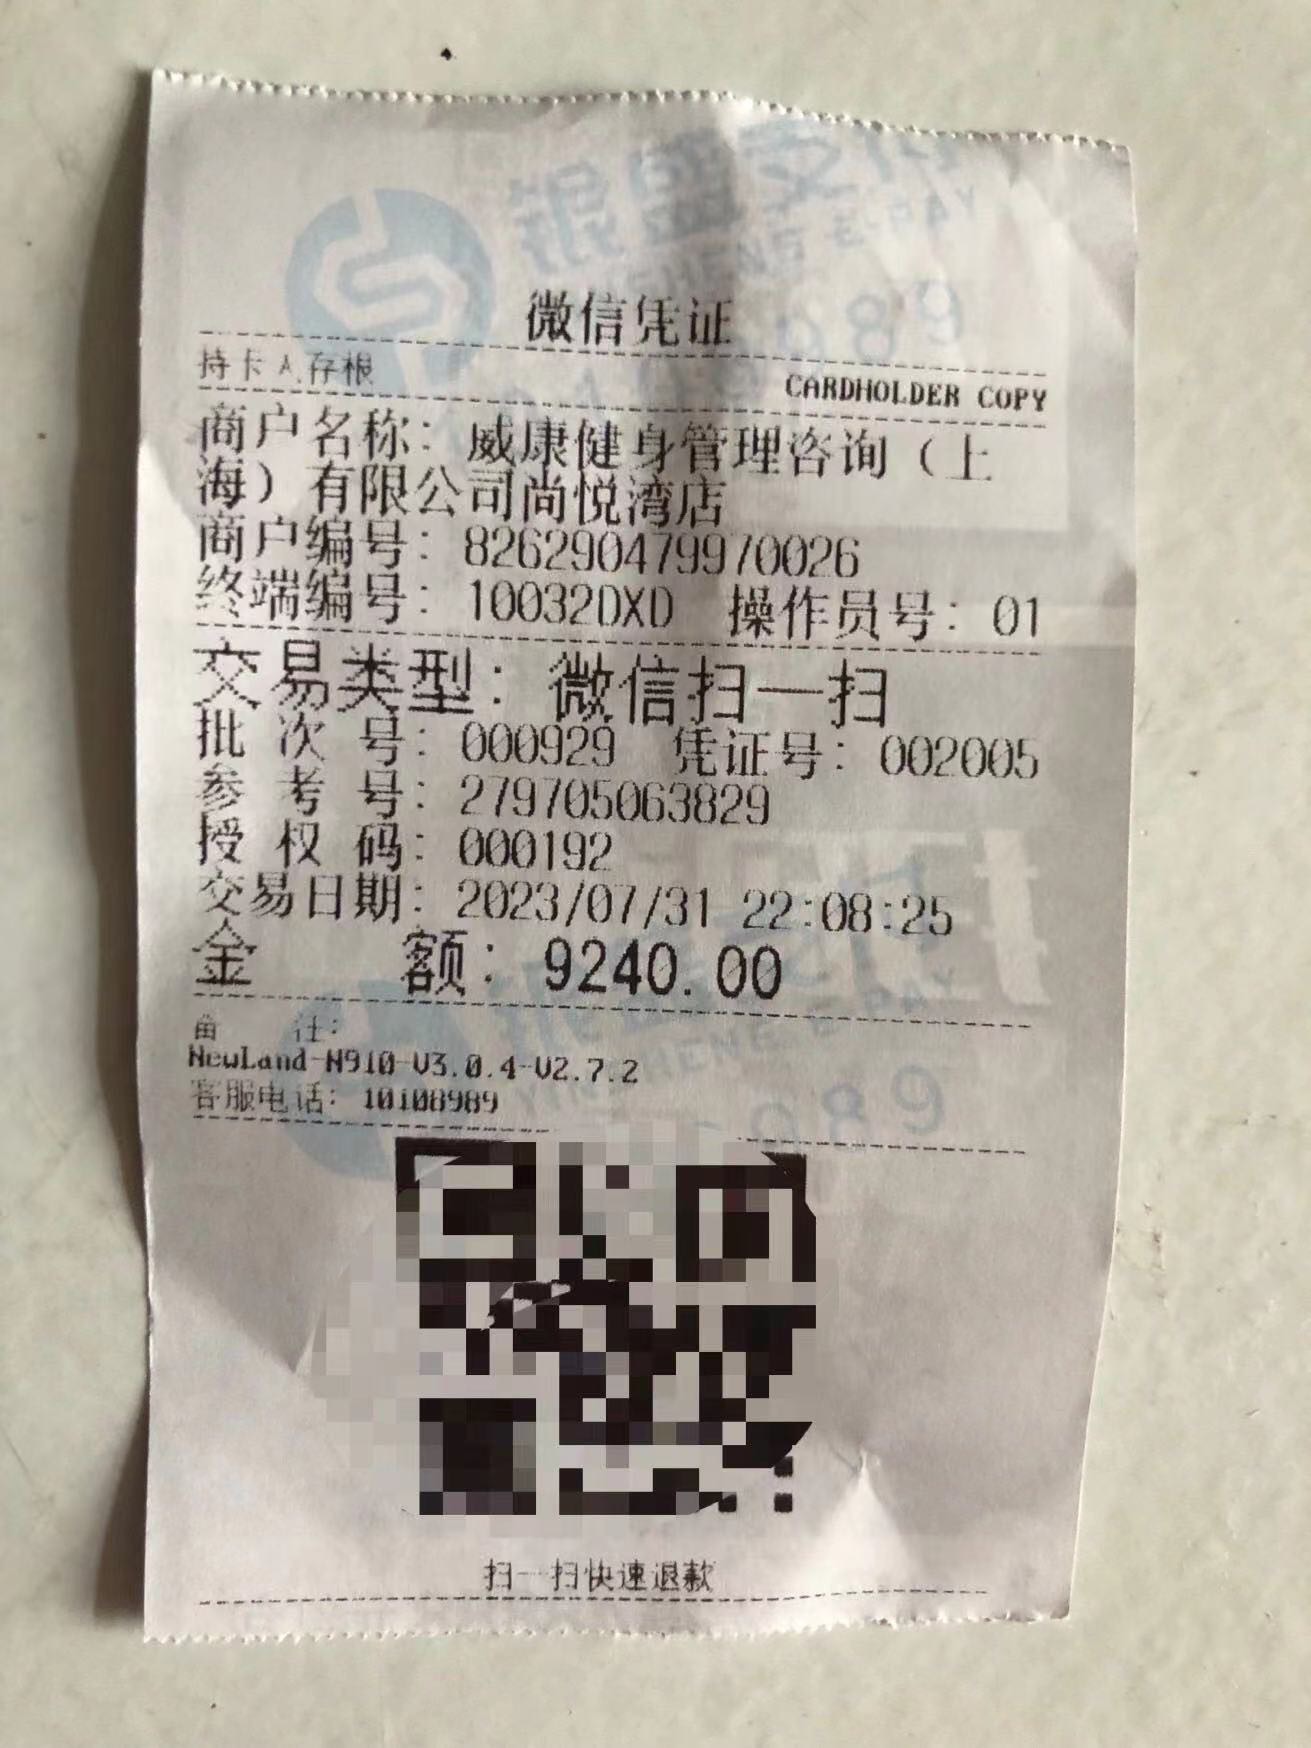 微信凭证
持卡人存根
CARDHOLDER COPY
商户名称：威康健身管理咨询（上
海）有限公司尚悦湾店
商户编号：826290479970026
终端编号：10032DXD 操作员号：01
交易类型：微信扫一扫
批次号：000929 凭证号：002005
参考号：279705063829
授权码：000192
交易日期：2023/07/31 22:08:25
金额：9240.00
备注：
NewLand-N910-V3.0.4-V2.7.2
客服电话：10108989
扫一扫快速退款